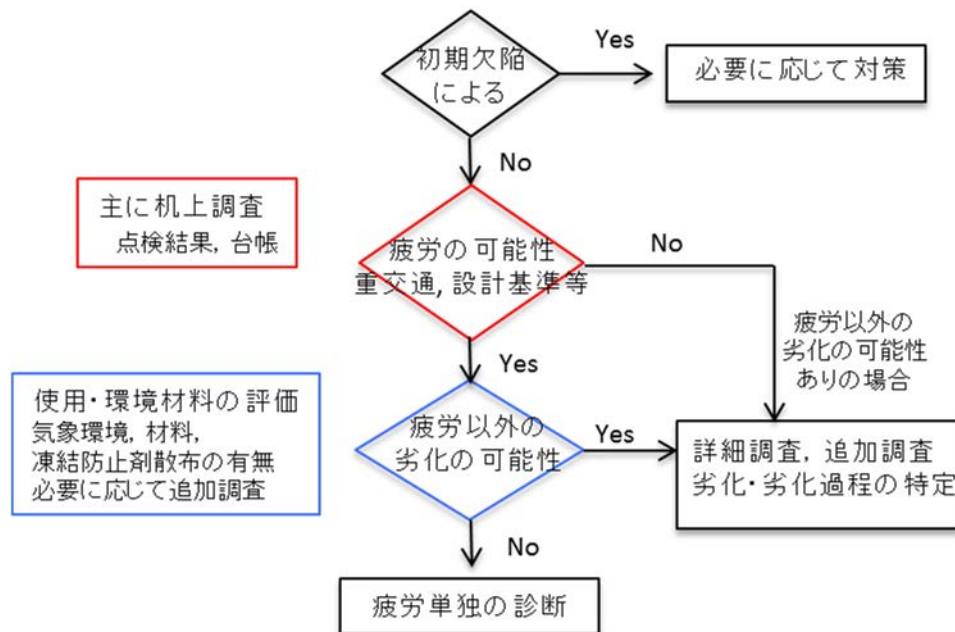 初期欠陥
による
Yes
必要に応じて対策
No
主に机上調査
点検結果, 台帳
疲労の可能性
重交通, 設計基準等
No
疲労以外の
劣化の可能性
ありの場合
Yes
使用・環境材料の評価
気象環境, 材料,
凍結防止剤散布の有無
必要に応じて追加調査
疲労以外の
劣化の可能性
Yes
詳細調査, 追加調査
劣化・劣化過程の特定
No
疲労単独の診断